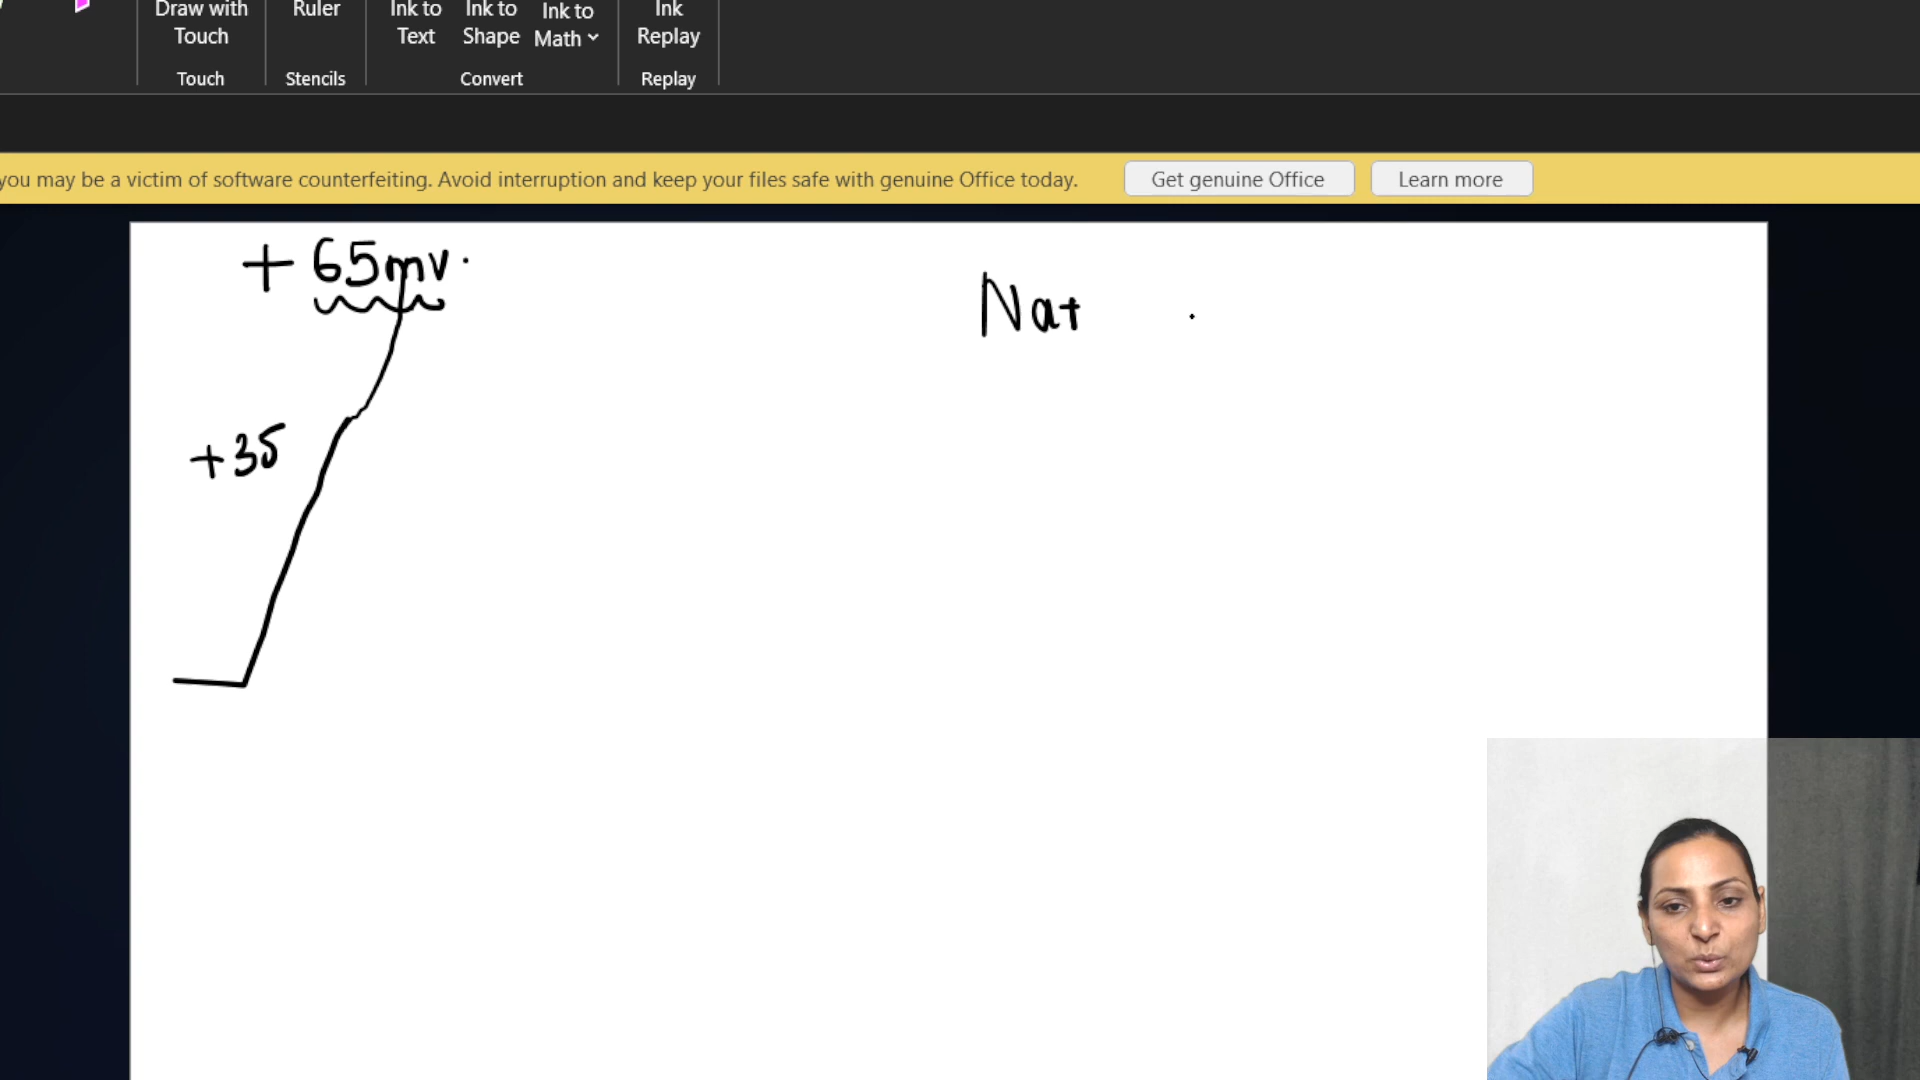 Draw with Touch
Ruler
Ink to Text
Ink to Shape
Ink to Math
Ink Replay
Touch
Stencils
Convert
Replay
you may be a victim of software counterfeiting. Avoid interruption and keep your files safe with genuine Office today.
Get genuine Office
Learn more
+ 65mv.
Na+
+35